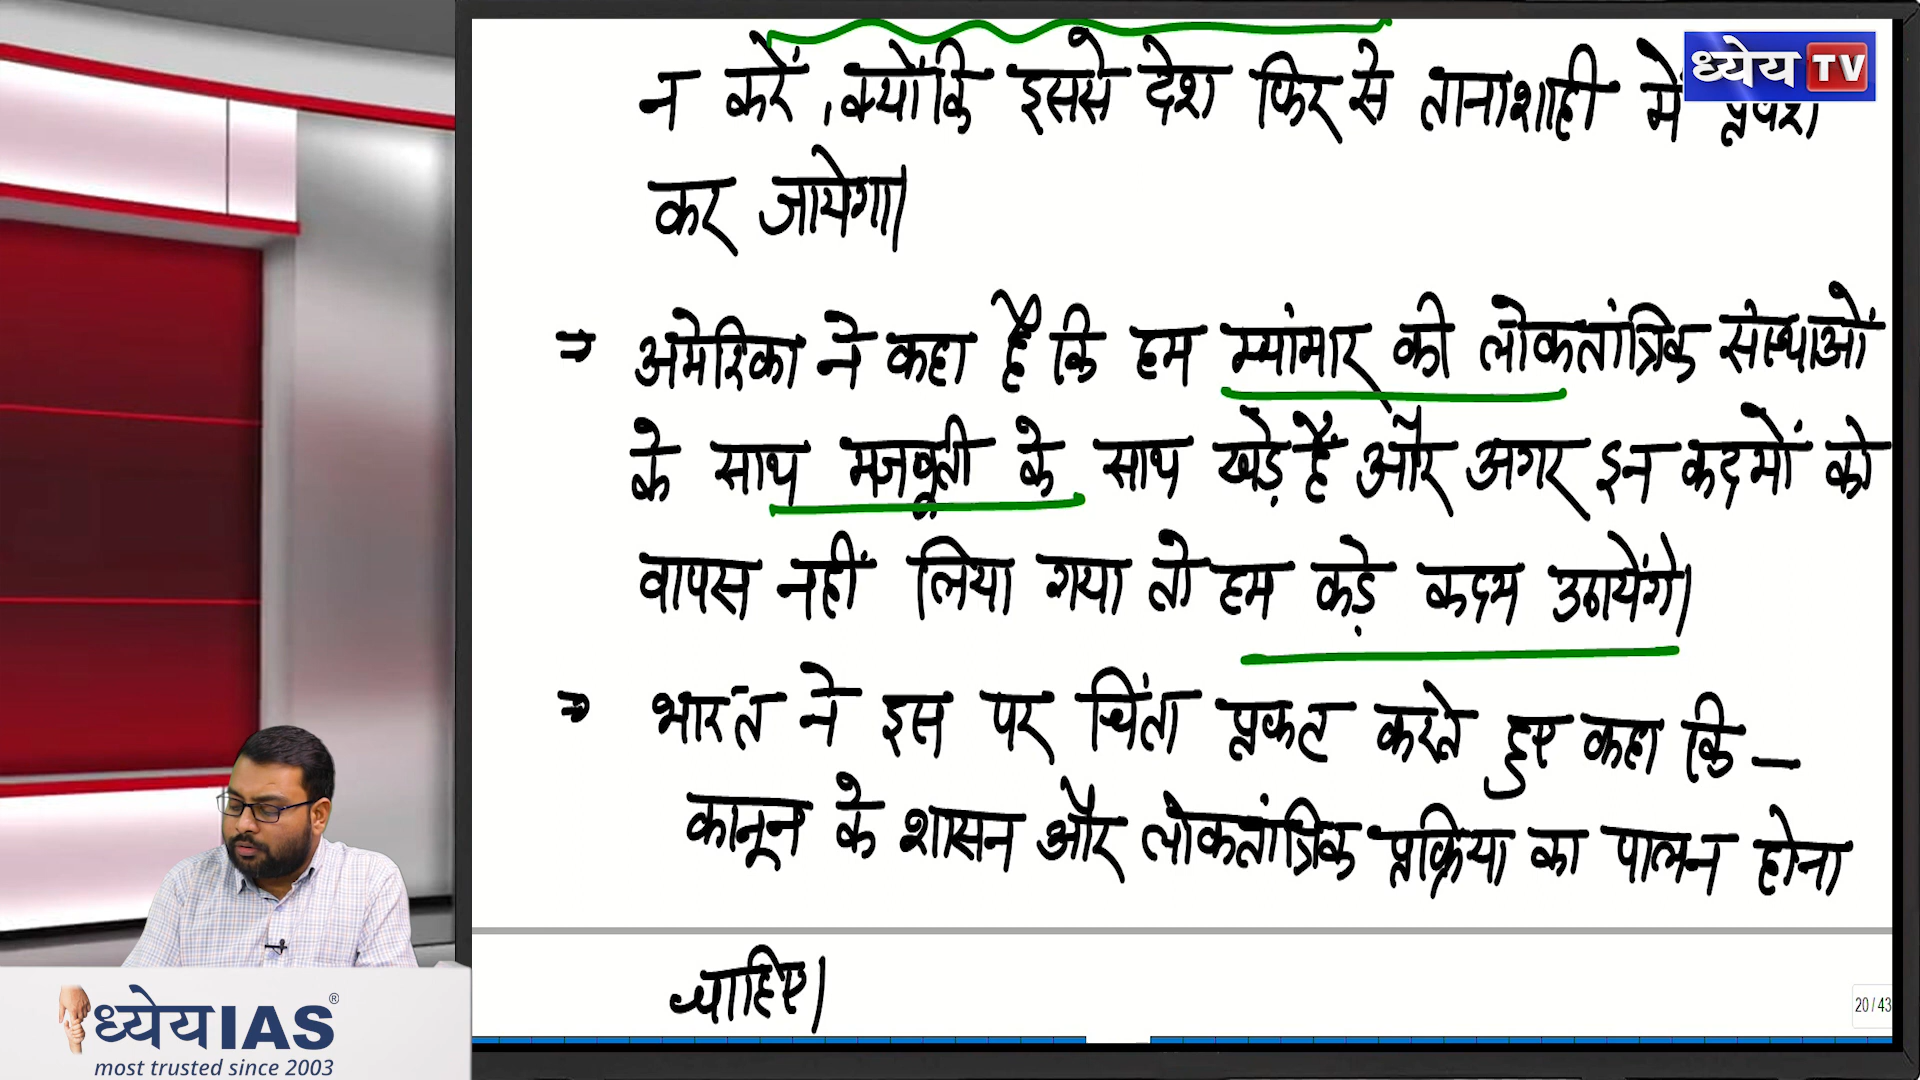 न करें, क्योंकि इससे देश फिर से तानाशाही में प्रवेश
ध्येय TV
कर जायेगा।
⇒ अमेरिका ने कहा है कि हम म्यांमार की लोकतांत्रिक संस्थाओं
के साथ मजबूती के साथ खड़े हैं और अगर इन कदमों को
वापस नहीं लिया गया तो हम कड़े कदम उठायेंगे।
⇒ भारत ने इस पर चिंता प्रकट करते हुए कहा कि —
कानून के शासन और लोकतांत्रिक प्रक्रिया का पालन होना
चाहिए।
20 / 43
ध्येय IAS ®
most trusted since 2003